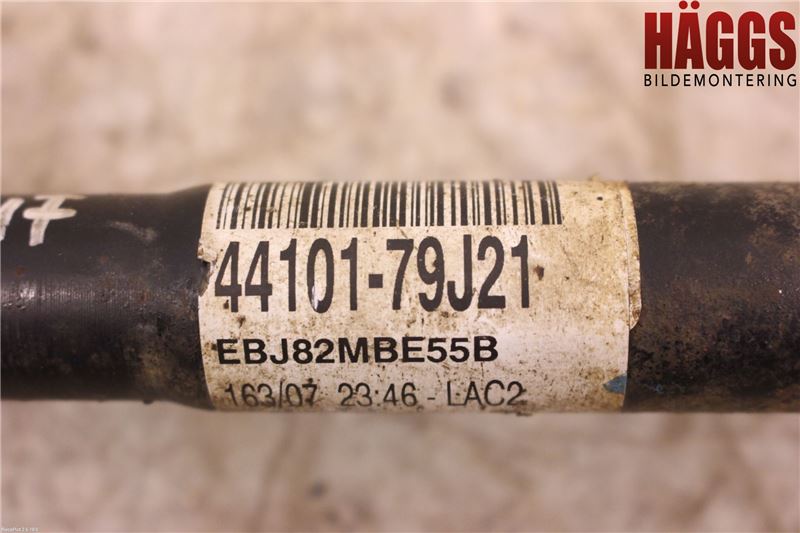 HÄGGS
BILDEMONTERING
44101-79J21
EBJ82MBE55B
163/07 23:46 - LAC2